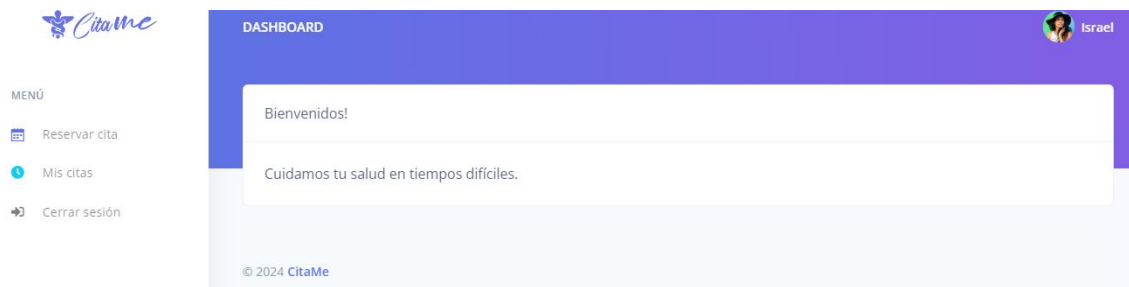 CitaMe
DASHBOARD
Israel
MENÚ
Reservar cita
Mis citas
Cerrar sesión
Bienvenidos!
Cuidamos tu salud en tiempos difíciles.
© 2024 CitaMe